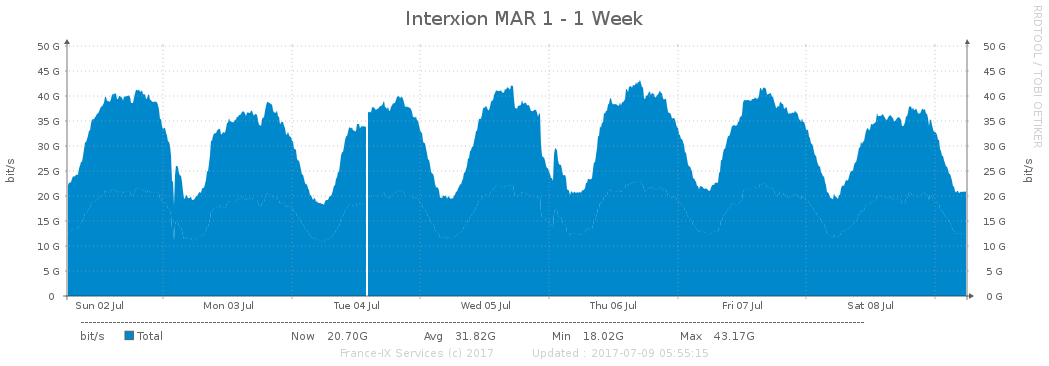 Interxion MAR 1 - 1 Week
RRDTOOL / TOBI OETIKER
50 G 50 G
45 G 45 G
40 G 40 G
35 G 35 G
30 G 30 G
25 G 25 G
20 G 20 G
15 G 15 G
10 G 10 G
5 G 5 G
0 0 G
bit/s
bit/s
Sun 02 Jul Mon 03 Jul Tue 04 Jul Wed 05 Jul Thu 06 Jul Fri 07 Jul Sat 08 Jul
bit/s Total Now 20.70G Avg 31.82G Min 18.02G Max 43.17G
France-IX Services (c) 2017 Updated : 2017-07-09 05:55:15